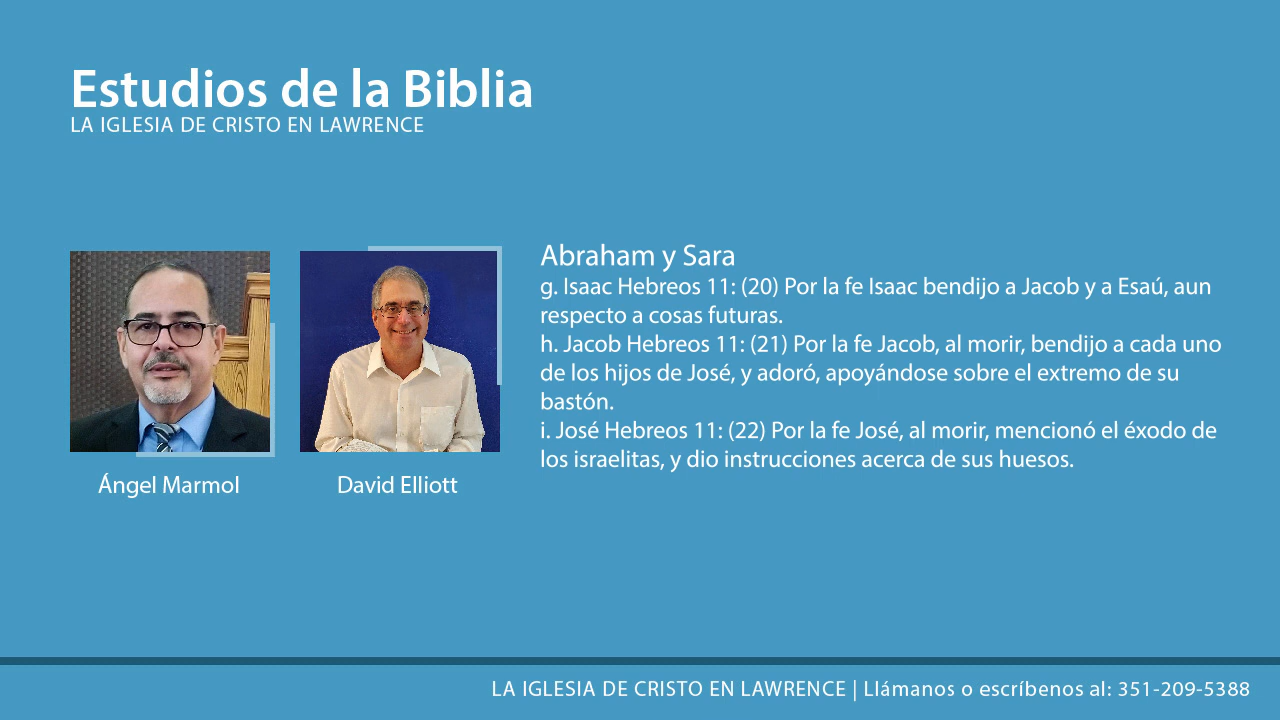 Estudios de la Biblia
LA IGLESIA DE CRISTO EN LAWRENCE
Ángel Marmol
David Elliott
Abraham y Sara
g. Isaac Hebreos 11: (20) Por la fe Isaac bendijo a Jacob y a Esaú, aun
respecto a cosas futuras.
h. Jacob Hebreos 11: (21) Por la fe Jacob, al morir, bendijo a cada uno
de los hijos de José, y adoró, apoyándose sobre el extremo de su
bastón.
i. José Hebreos 11: (22) Por la fe José, al morir, mencionó el éxodo de
los israelitas, y dio instrucciones acerca de sus huesos.
LA IGLESIA DE CRISTO EN LAWRENCE | Llámanos o escríbenos al: 351-209-5388